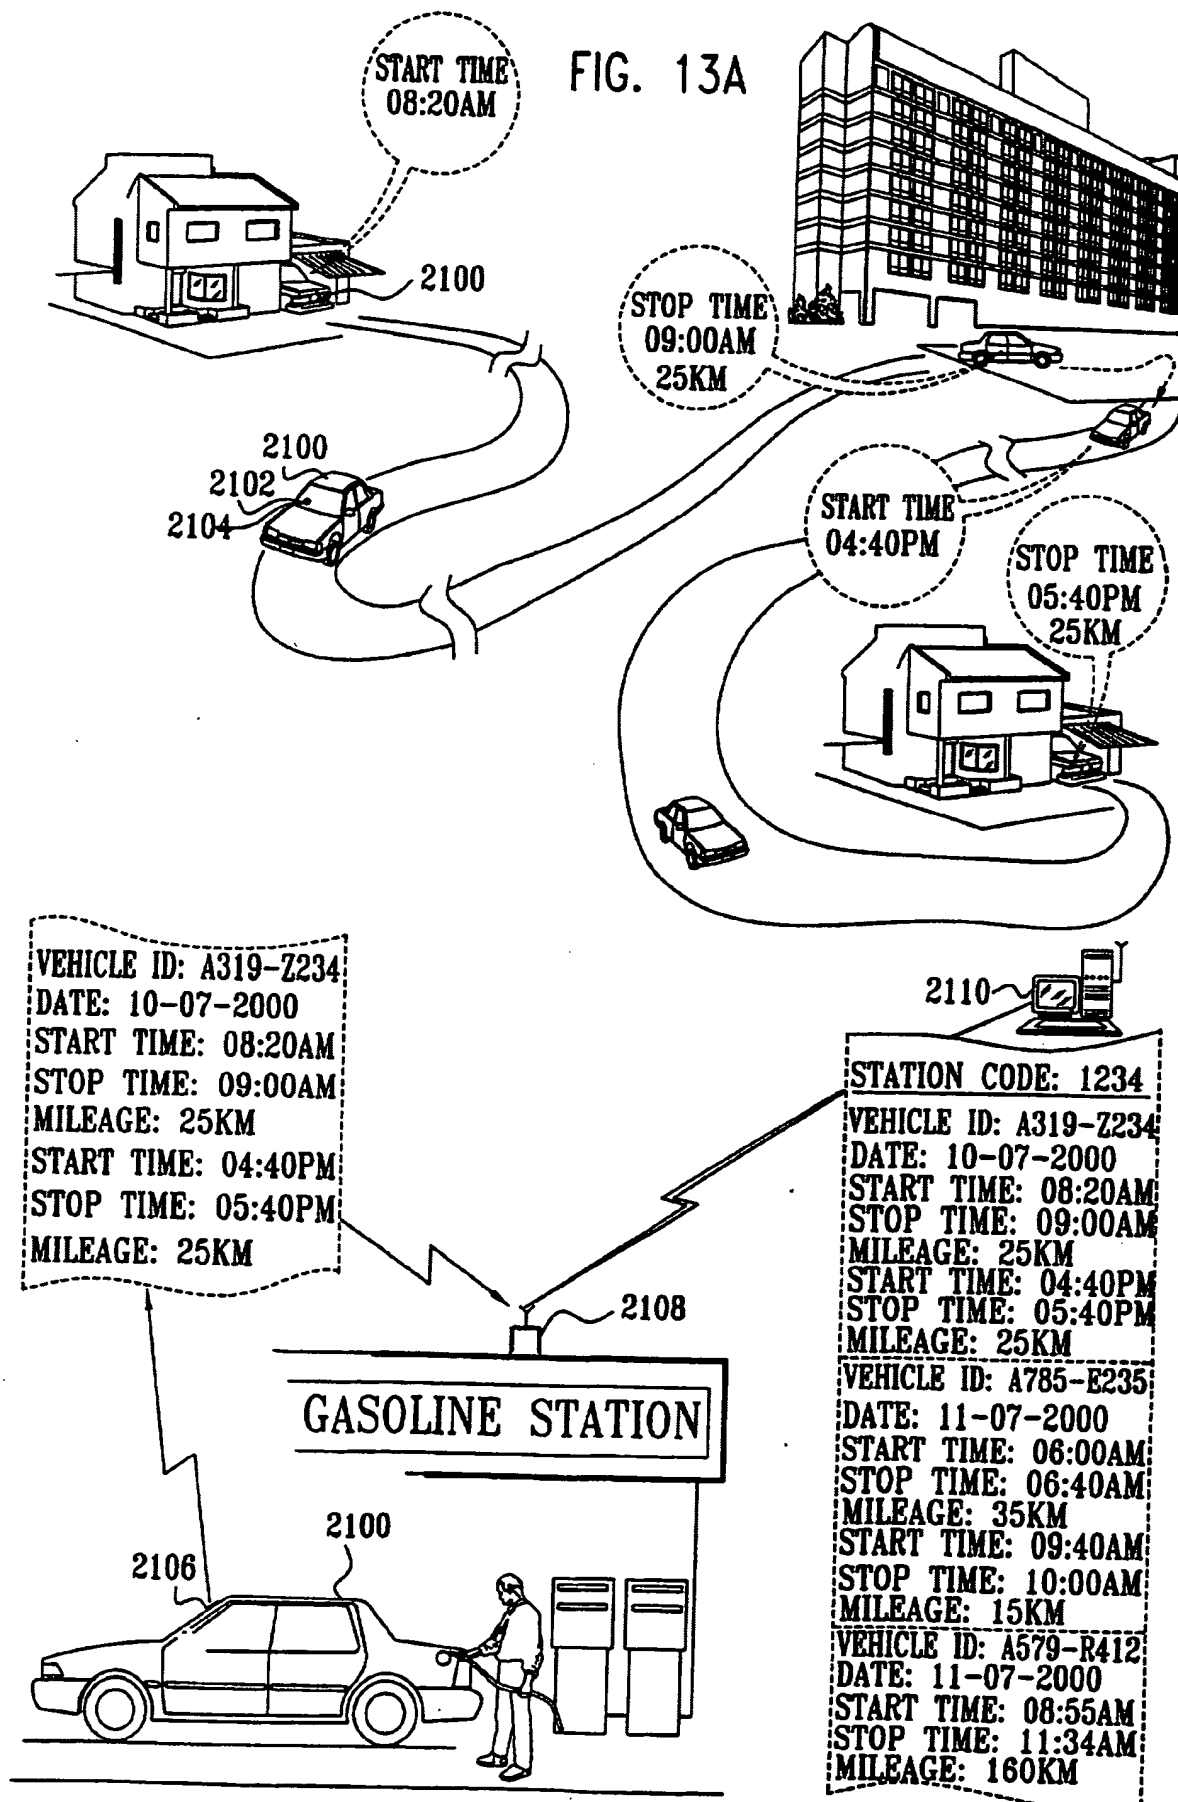 FIG. 13A
START TIME
08:20AM
2100
STOP TIME
09:00AM
25KM
2100
2102
2104
START TIME
04:40PM
STOP TIME
05:40PM
25KM
VEHICLE ID: A319-Z234
DATE: 10-07-2000
START TIME: 08:20AM
STOP TIME: 09:00AM
MILEAGE: 25KM
START TIME: 04:40PM
STOP TIME: 05:40PM
MILEAGE: 25KM
2110
STATION CODE: 1234
VEHICLE ID: A319-Z234
DATE: 10-07-2000
START TIME: 08:20AM
STOP TIME: 09:00AM
MILEAGE: 25KM
START TIME: 04:40PM
STOP TIME: 05:40PM
MILEAGE: 25KM
VEHICLE ID: A785-E235
DATE: 11-07-2000
START TIME: 06:00AM
STOP TIME: 06:40AM
MILEAGE: 35KM
START TIME: 09:40AM
STOP TIME: 10:00AM
MILEAGE: 15KM
VEHICLE ID: A579-R412
DATE: 11-07-2000
START TIME: 08:55AM
STOP TIME: 11:34AM
MILEAGE: 160KM
2108
GASOLINE STATION
2100
2106